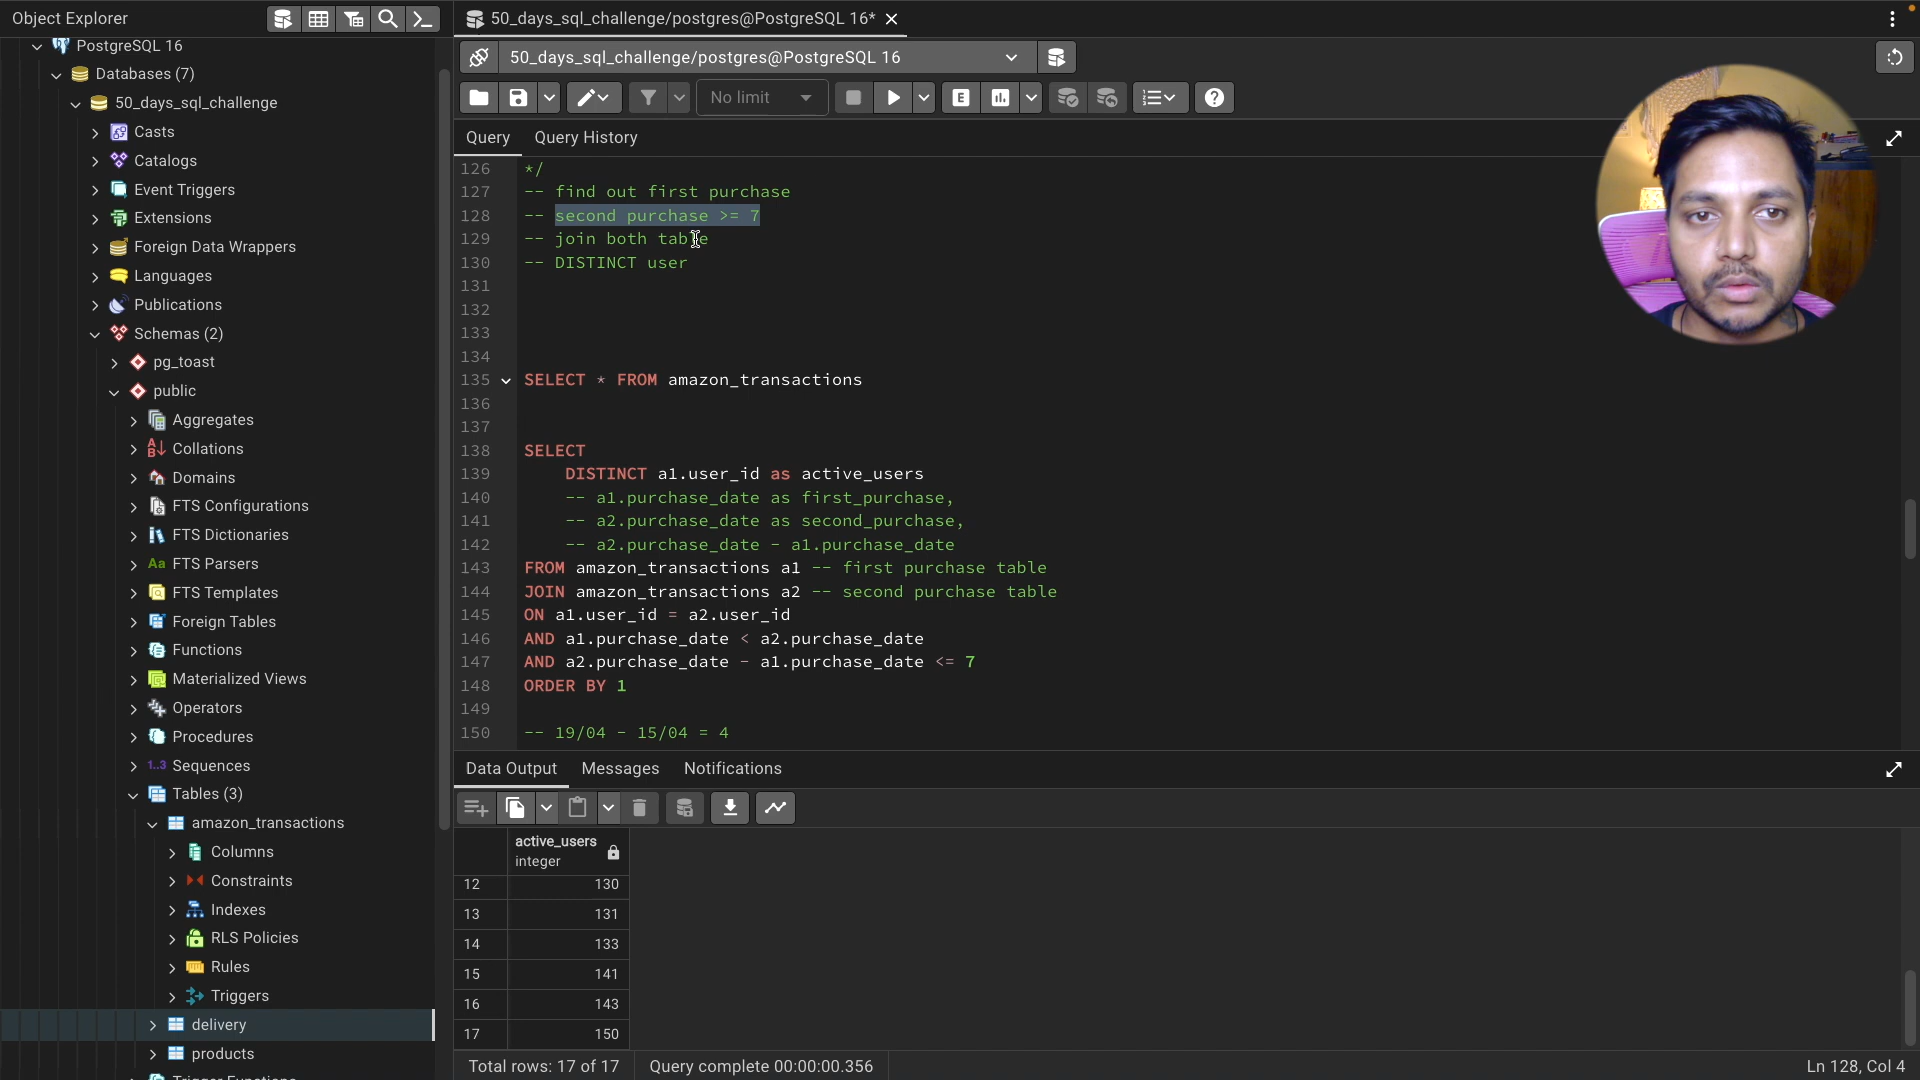 Object Explorer
50_days_sql_challenge/postgres@PostgreSQL 16*
PostgreSQL 16
Databases (7)
50_days_sql_challenge
Casts
Catalogs
Event Triggers
Extensions
Foreign Data Wrappers
Languages
Publications
Schemas (2)
pg_toast
public
Aggregates
Collations
Domains
FTS Configurations
FTS Dictionaries
Aa FTS Parsers
FTS Templates
Foreign Tables
Functions
Materialized Views
Operators
Procedures
1..3 Sequences
Tables (3)
amazon_transactions
Columns
Constraints
Indexes
RLS Policies
Rules
Triggers
delivery
products
50_days_sql_challenge/postgres@PostgreSQL 16
No limit
E
Query Query History
126 */
127 -- find out first purchase
128 -- second purchase >= 7
129 -- join both table
130 -- DISTINCT user
131
132
133
134
135 SELECT * FROM amazon_transactions
136
137
138 SELECT
139 DISTINCT a1.user_id as active_users
140 -- a1.purchase_date as first_purchase,
141 -- a2.purchase_date as second_purchase,
142 -- a2.purchase_date - a1.purchase_date
143 FROM amazon_transactions a1 -- first purchase table
144 JOIN amazon_transactions a2 -- second purchase table
145 ON a1.user_id = a2.user_id
146 AND a1.purchase_date < a2.purchase_date
147 AND a2.purchase_date - a1.purchase_date <= 7
148 ORDER BY 1
149
150 -- 19/04 - 15/04 = 4
Data Output Messages Notifications
active_users
integer
12 130
13 131
14 133
15 141
16 143
17 150
Total rows: 17 of 17 Query complete 00:00:00.356 Ln 128, Col 4